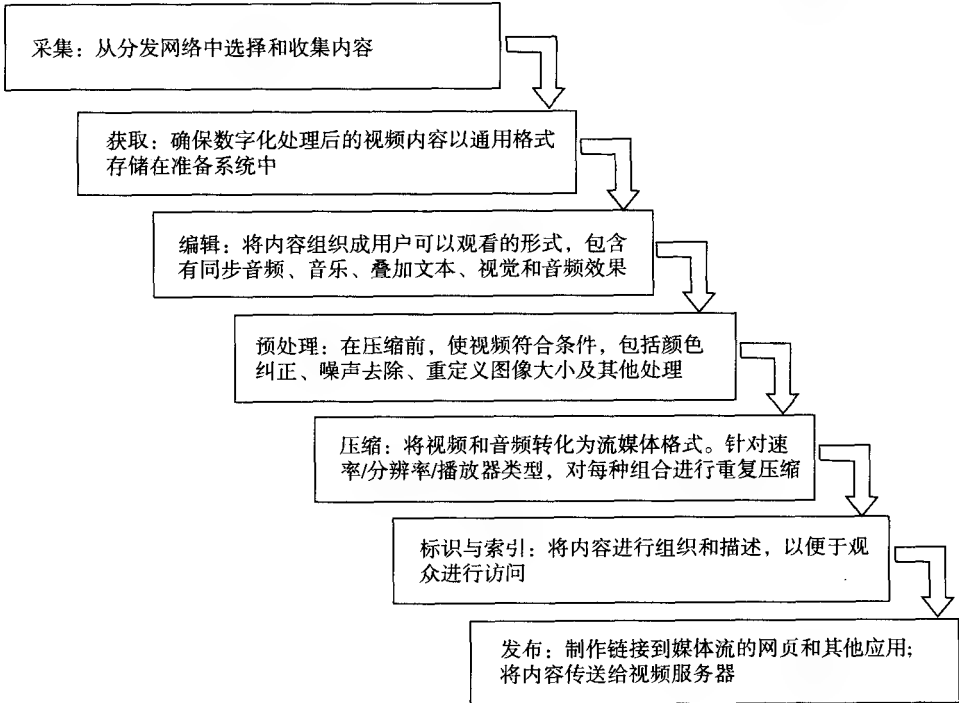 采集：从分发网络中选择和收集内容
获取：确保数字化处理后的视频内容以通用格式
存储在准备系统中
编辑：将内容组织成用户可以观看的形式，包含
有同步音频、音乐、叠加文本、视觉和音频效果
预处理：在压缩前，使视频符合条件，包括颜色
纠正、噪声去除、重定义图像大小及其他处理
压缩：将视频和音频转化为流媒体格式。针对速
率/分辨率/播放器类型，对每种组合进行重复压缩
标识与索引：将内容进行组织和描述，以便于观
众进行访问
发布：制作链接到媒体流的网页和其他应用；
将内容传送给视频服务器